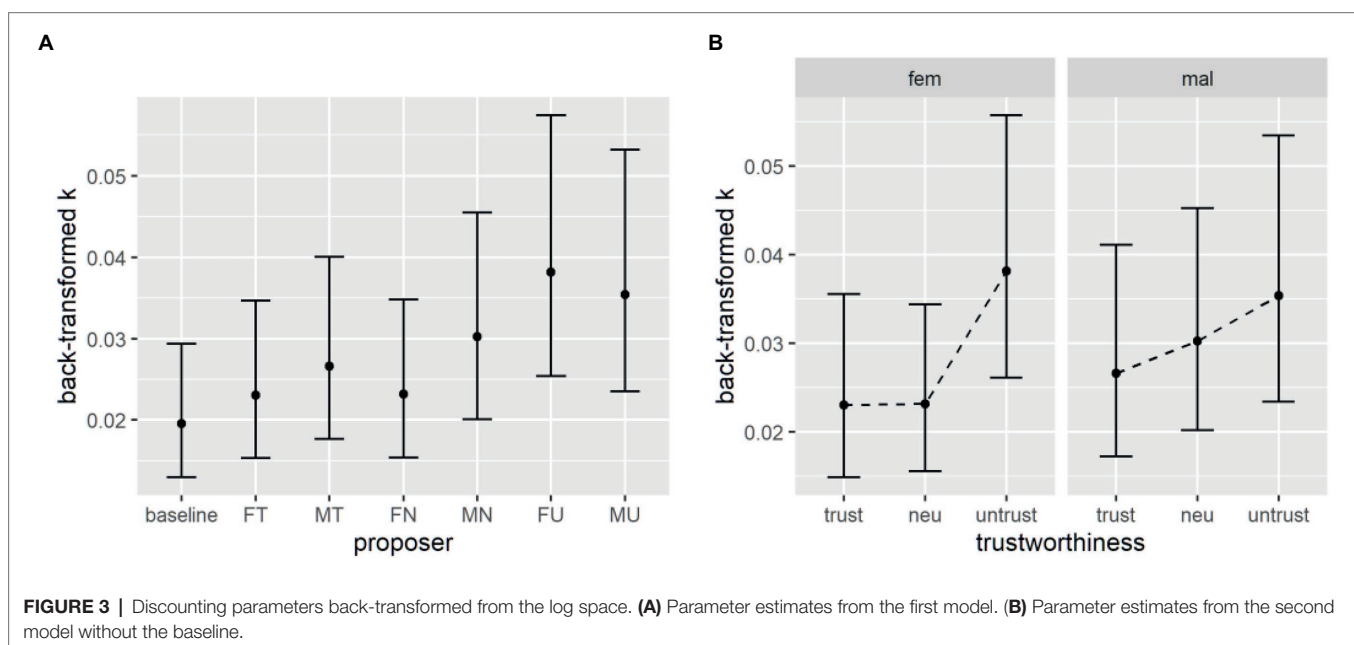 A
back-transformed k
0.05
0.04
0.03
0.02
baseline FT MT FN MN FU MU
proposer
B
fem mal
back-transformed k
0.05
0.04
0.03
0.02
trust neu untrust trust neu untrust
trustworthiness
FIGURE 3 | Discounting parameters back-transformed from the log space. (A) Parameter estimates from the first model. (B) Parameter estimates from the second
model without the baseline.